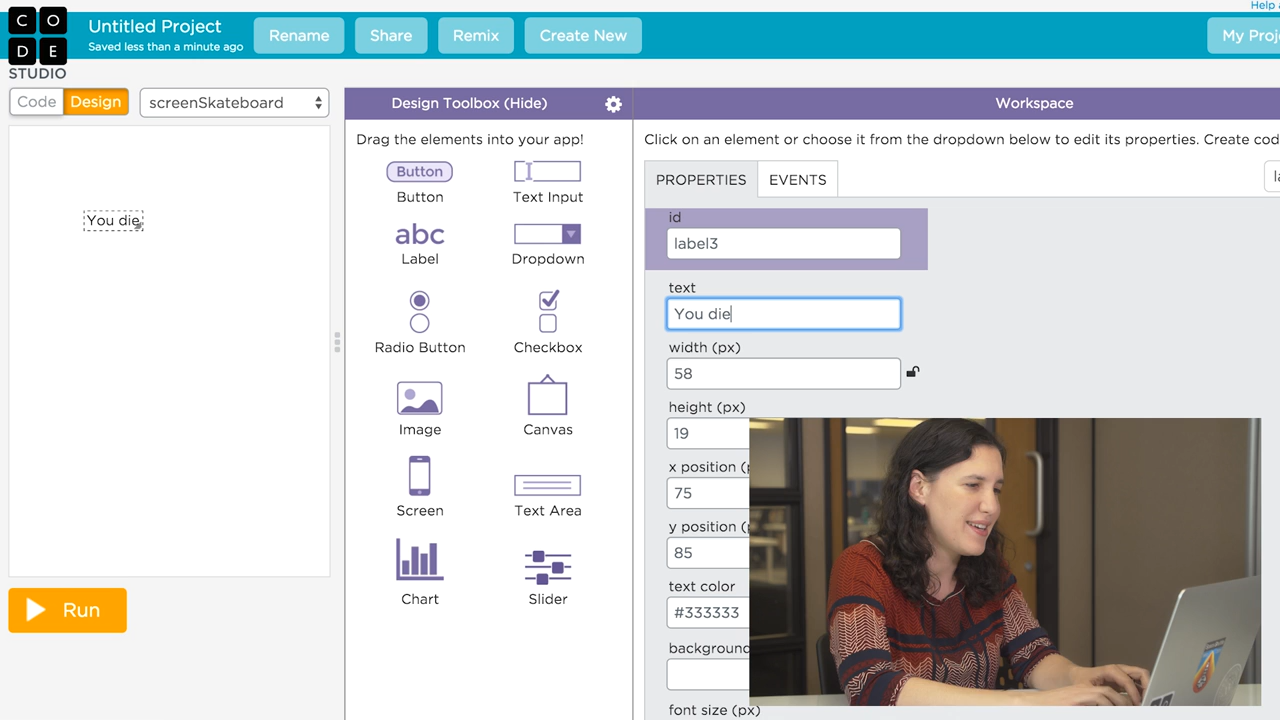 Help a
C O
D E
STUDIO
Untitled Project
Saved less than a minute ago
Rename
Share
Remix
Create New
My Proj
Code
Design
screenSkateboard
Design Toolbox (Hide)
Workspace
Drag the elements into your app!
Click on an element or choose it from the dropdown below to edit its properties. Create cod
Button
Button
Text Input
abc
Label
Dropdown
Radio Button
Checkbox
Image
Canvas
Screen
Text Area
Chart
Slider
You die
Run
PROPERTIES
EVENTS
la
id
label3
text
You die
width (px)
58
height (px)
19
x position (p
75
y position (p
85
text color
#333333
background
font size (px)